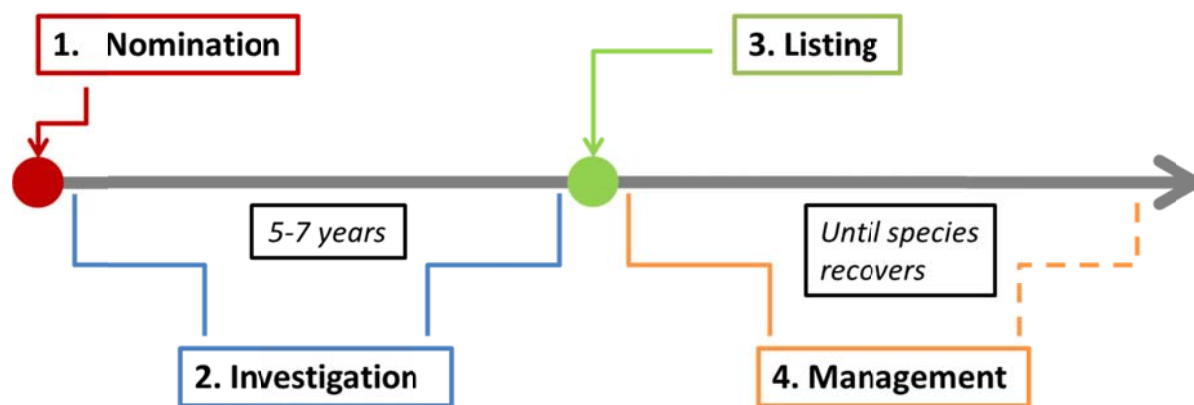 1. Nomination
3. Listing
5-7 years
Until species
recovers
2. Investigation
4. Management